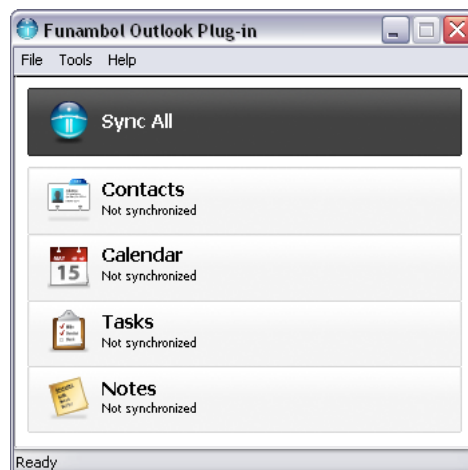 Funambol Outlook Plug-in
File Tools Help
Sync All
Contacts
Not synchronized
Calendar
Not synchronized
15
Tasks
Not synchronized
Notes
Not synchronized
Ready